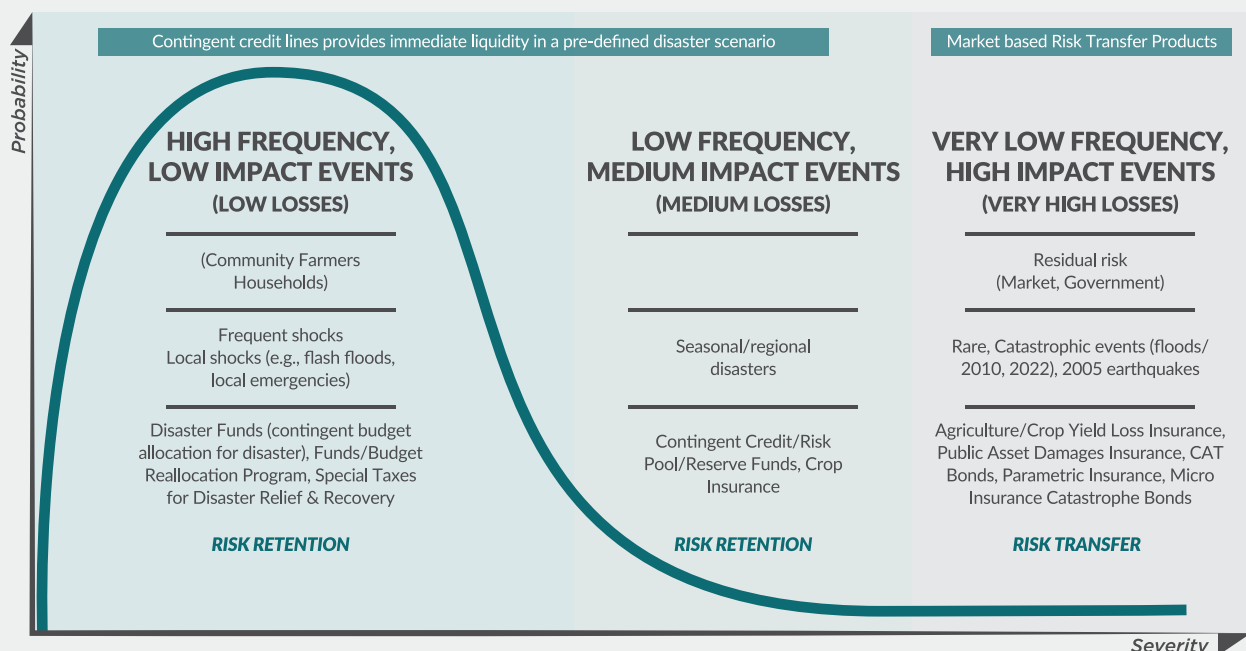 Probability
Contingent credit lines provides immediate liquidity in a pre-defined disaster scenario
Market based Risk Transfer Products
HIGH FREQUENCY,
LOW IMPACT EVENTS
(LOW LOSSES)
(Community Farmers
Households)
Frequent shocks
Local shocks (e.g., flash floods,
local emergencies)
Disaster Funds (contingent budget
allocation for disaster), Funds/Budget
Reallocation Program, Special Taxes
for Disaster Relief & Recovery
RISK RETENTION
LOW FREQUENCY,
MEDIUM IMPACT EVENTS
(MEDIUM LOSSES)
Seasonal/regional
disasters
Contingent Credit/Risk
Pool/Reserve Funds, Crop
Insurance
RISK RETENTION
VERY LOW FREQUENCY,
HIGH IMPACT EVENTS
(VERY HIGH LOSSES)
Residual risk
(Market, Government)
Rare, Catastrophic events (floods/
2010, 2022), 2005 earthquakes
Agriculture/Crop Yield Loss Insurance,
Public Asset Damages Insurance, CAT
Bonds, Parametric Insurance, Micro
Insurance Catastrophe Bonds
RISK TRANSFER
Severity